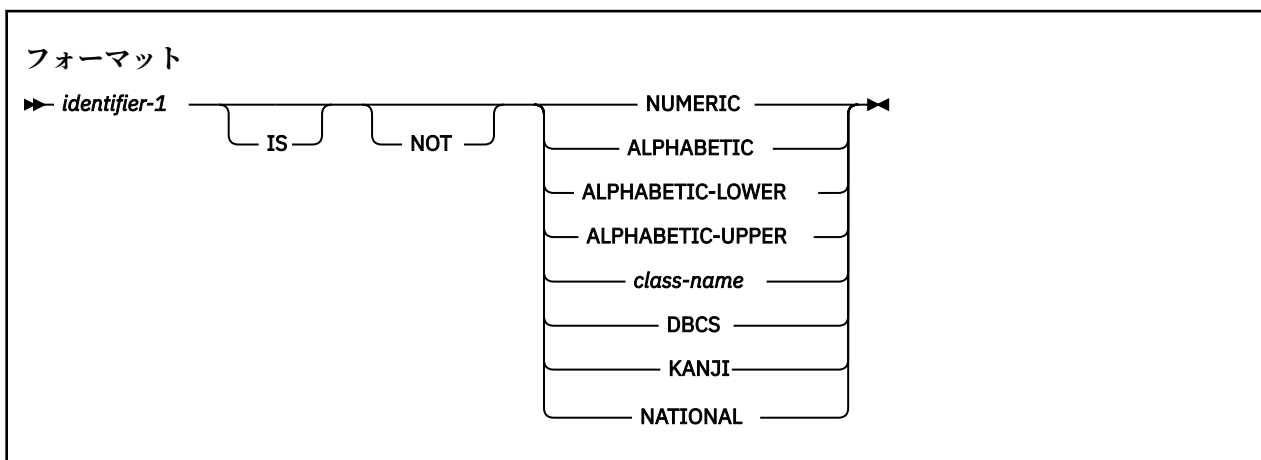 フォーマット
identifier-1 NUMERIC
IS NOT ALPHABETIC
ALPHABETIC-LOWER
ALPHABETIC-UPPER
class-name
DBCS
KANJI
NATIONAL